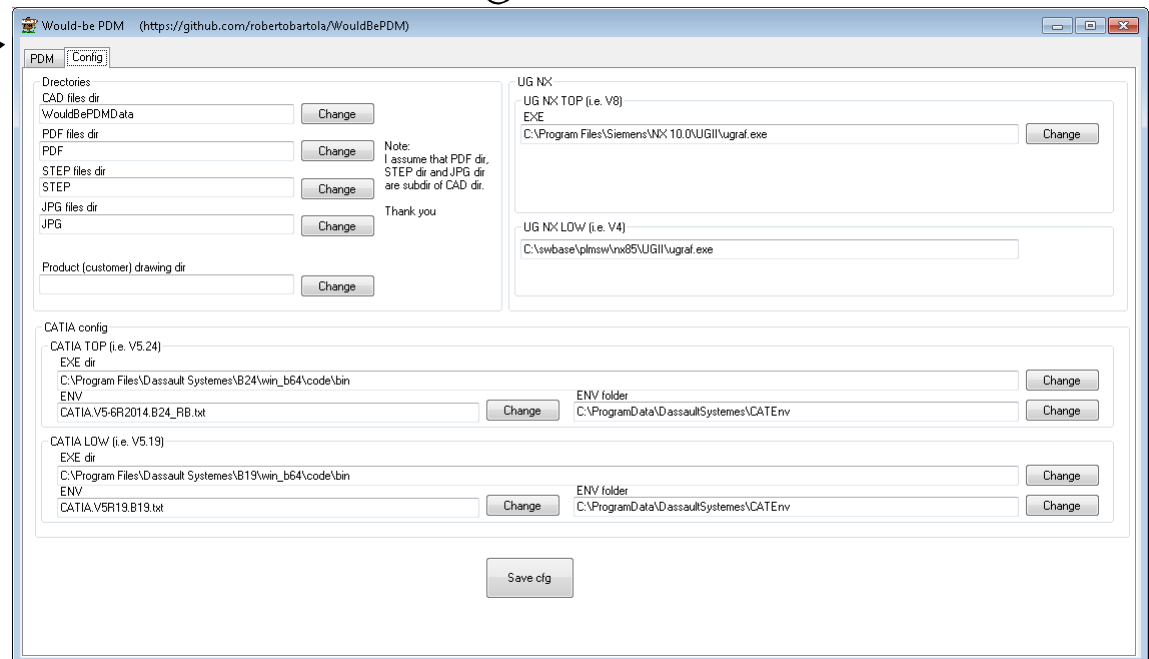 Would-be PDM (https://github.com/robertobartola/WouldBePDM)
PDM Config
Drectories
CAD files dir
WouldBePDMData Change
PDF files dir
PDF Change
STEP files dir
STEP Change
JPG files dir
JPG Change
Note:
I assume that PDF dir,
STEP dir and JPG dir
are subdir of CAD dir.
Thank you
Product (customer) drawing dir
Change
UG NX
UG NX TOP (i.e. V8)
EXE
C:\Program Files\Siemens\NX 10.0\UGII\ugraf.exe Change
UG NX LOW (i.e. V4)
C:\swbase\plmsw\nx85\UGII\ugraf.exe
CATIA config
CATIA TOP (i.e. V5.24)
EXE dir
C:\Program Files\Dassault Systemes\B24\win_b64\code\bin Change
ENV ENV folder
CATIA.V5-6R2014.B24_RB.txt Change C:\ProgramData\DassaultSystemes\CATEnv Change
CATIA LOW (i.e. V5.19)
EXE dir
C:\Program Files\Dassault Systemes\B19\win_b64\code\bin Change
ENV ENV folder
CATIA.V5R19.B19.txt Change C:\ProgramData\DassaultSystemes\CATEnv Change
Save cfg